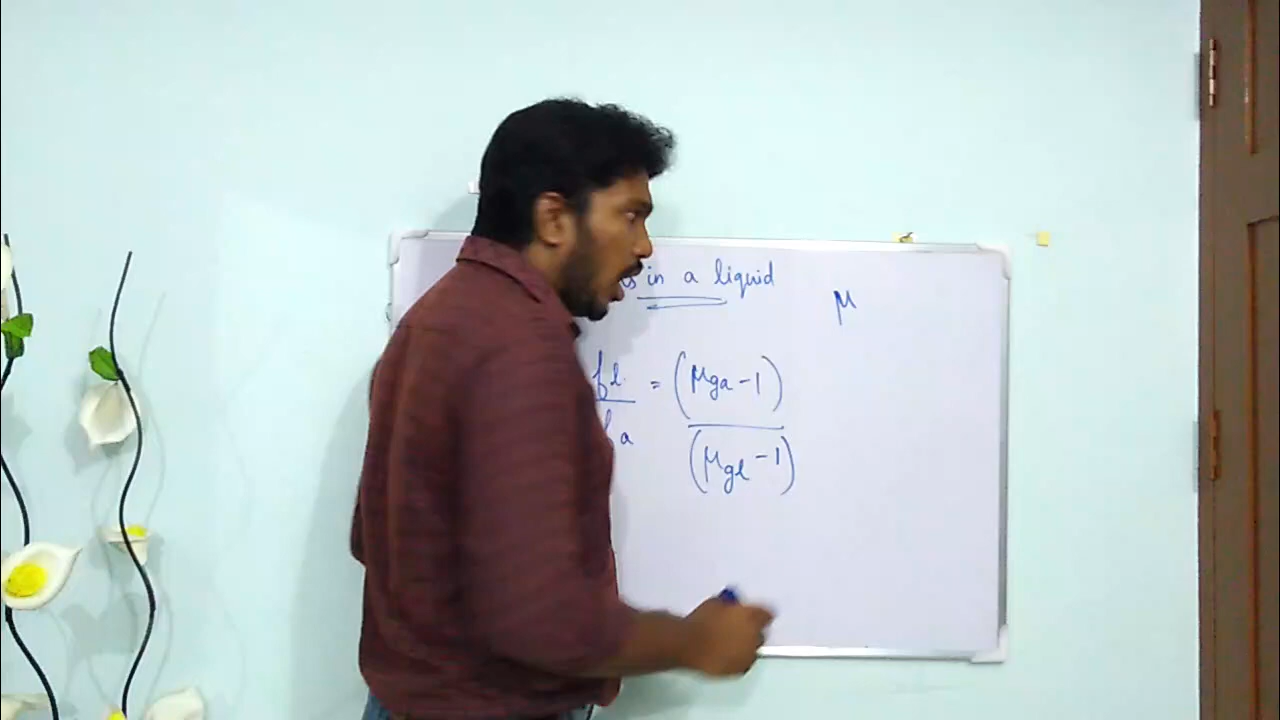 in a liquid
μ
fl = (μga - 1)
a (μgl - 1)